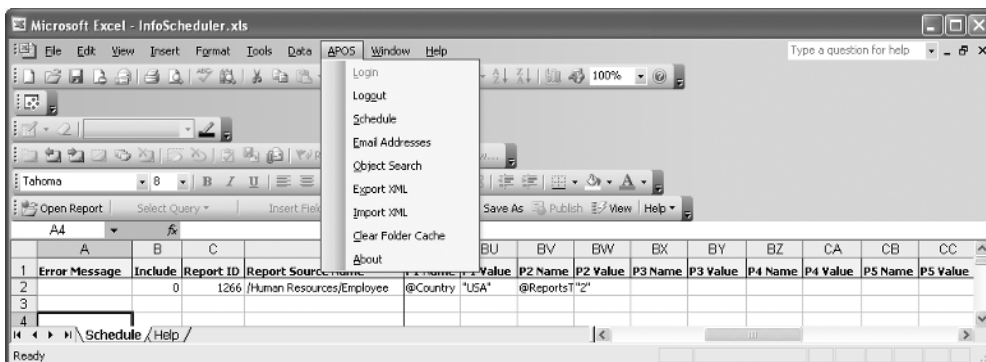 Microsoft Excel - InfoScheduler.xls
File Edit View Insert Format Tools Data APOS Window Help
Type a question for help
100%
Login
Logout
Schedule
Email Addresses
Object Search
Export XML
Import XML
Clear Folder Cache
About
Tahoma 8 B I U
Open Report Select Query Insert Field
Save As Publish View Help
A4 fx
A B C BU BV BW BX BY BZ CA CB CC
1 Error Message Include Report ID Report Source Name P1 Name P1 Value P2 Name P2 Value P3 Name P3 Value P4 Name P4 Value P5 Name P5 Value
2 0 1266 /Human Resources/Employee @Country "USA" @ReportsT "2"
3
4
Schedule Help
Ready